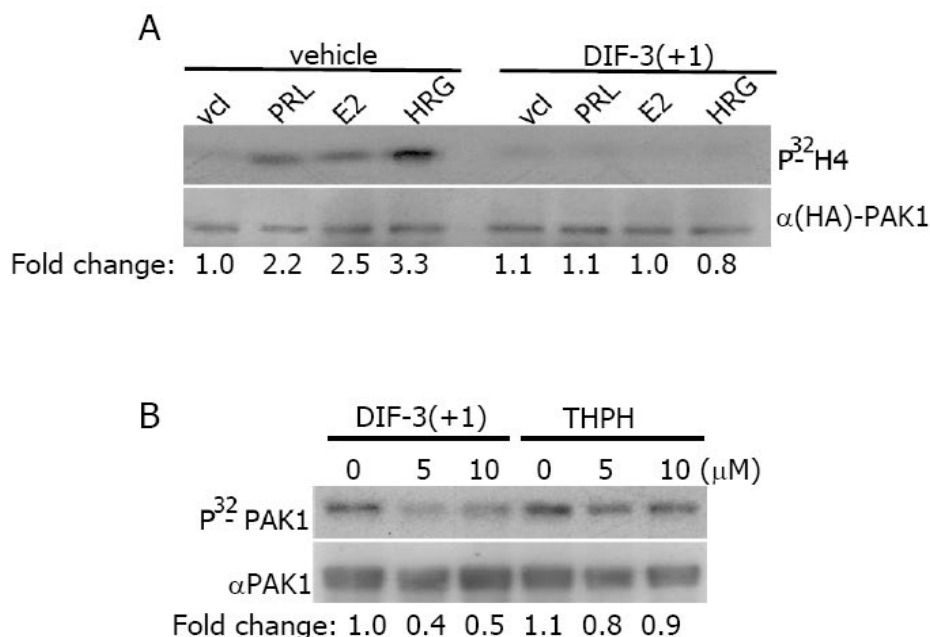 A
vehicle DIF-3(+1)
vcl PRL E2 HRG vcl PRL E2 HRG
P-³²H4
α(HA)-PAK1
Fold change: 1.0 2.2 2.5 3.3 1.1 1.1 1.0 0.8
B
DIF-3(+1) THPH
0 5 10 0 5 10 (μM)
P³²- PAK1
αPAK1
Fold change: 1.0 0.4 0.5 1.1 0.8 0.9